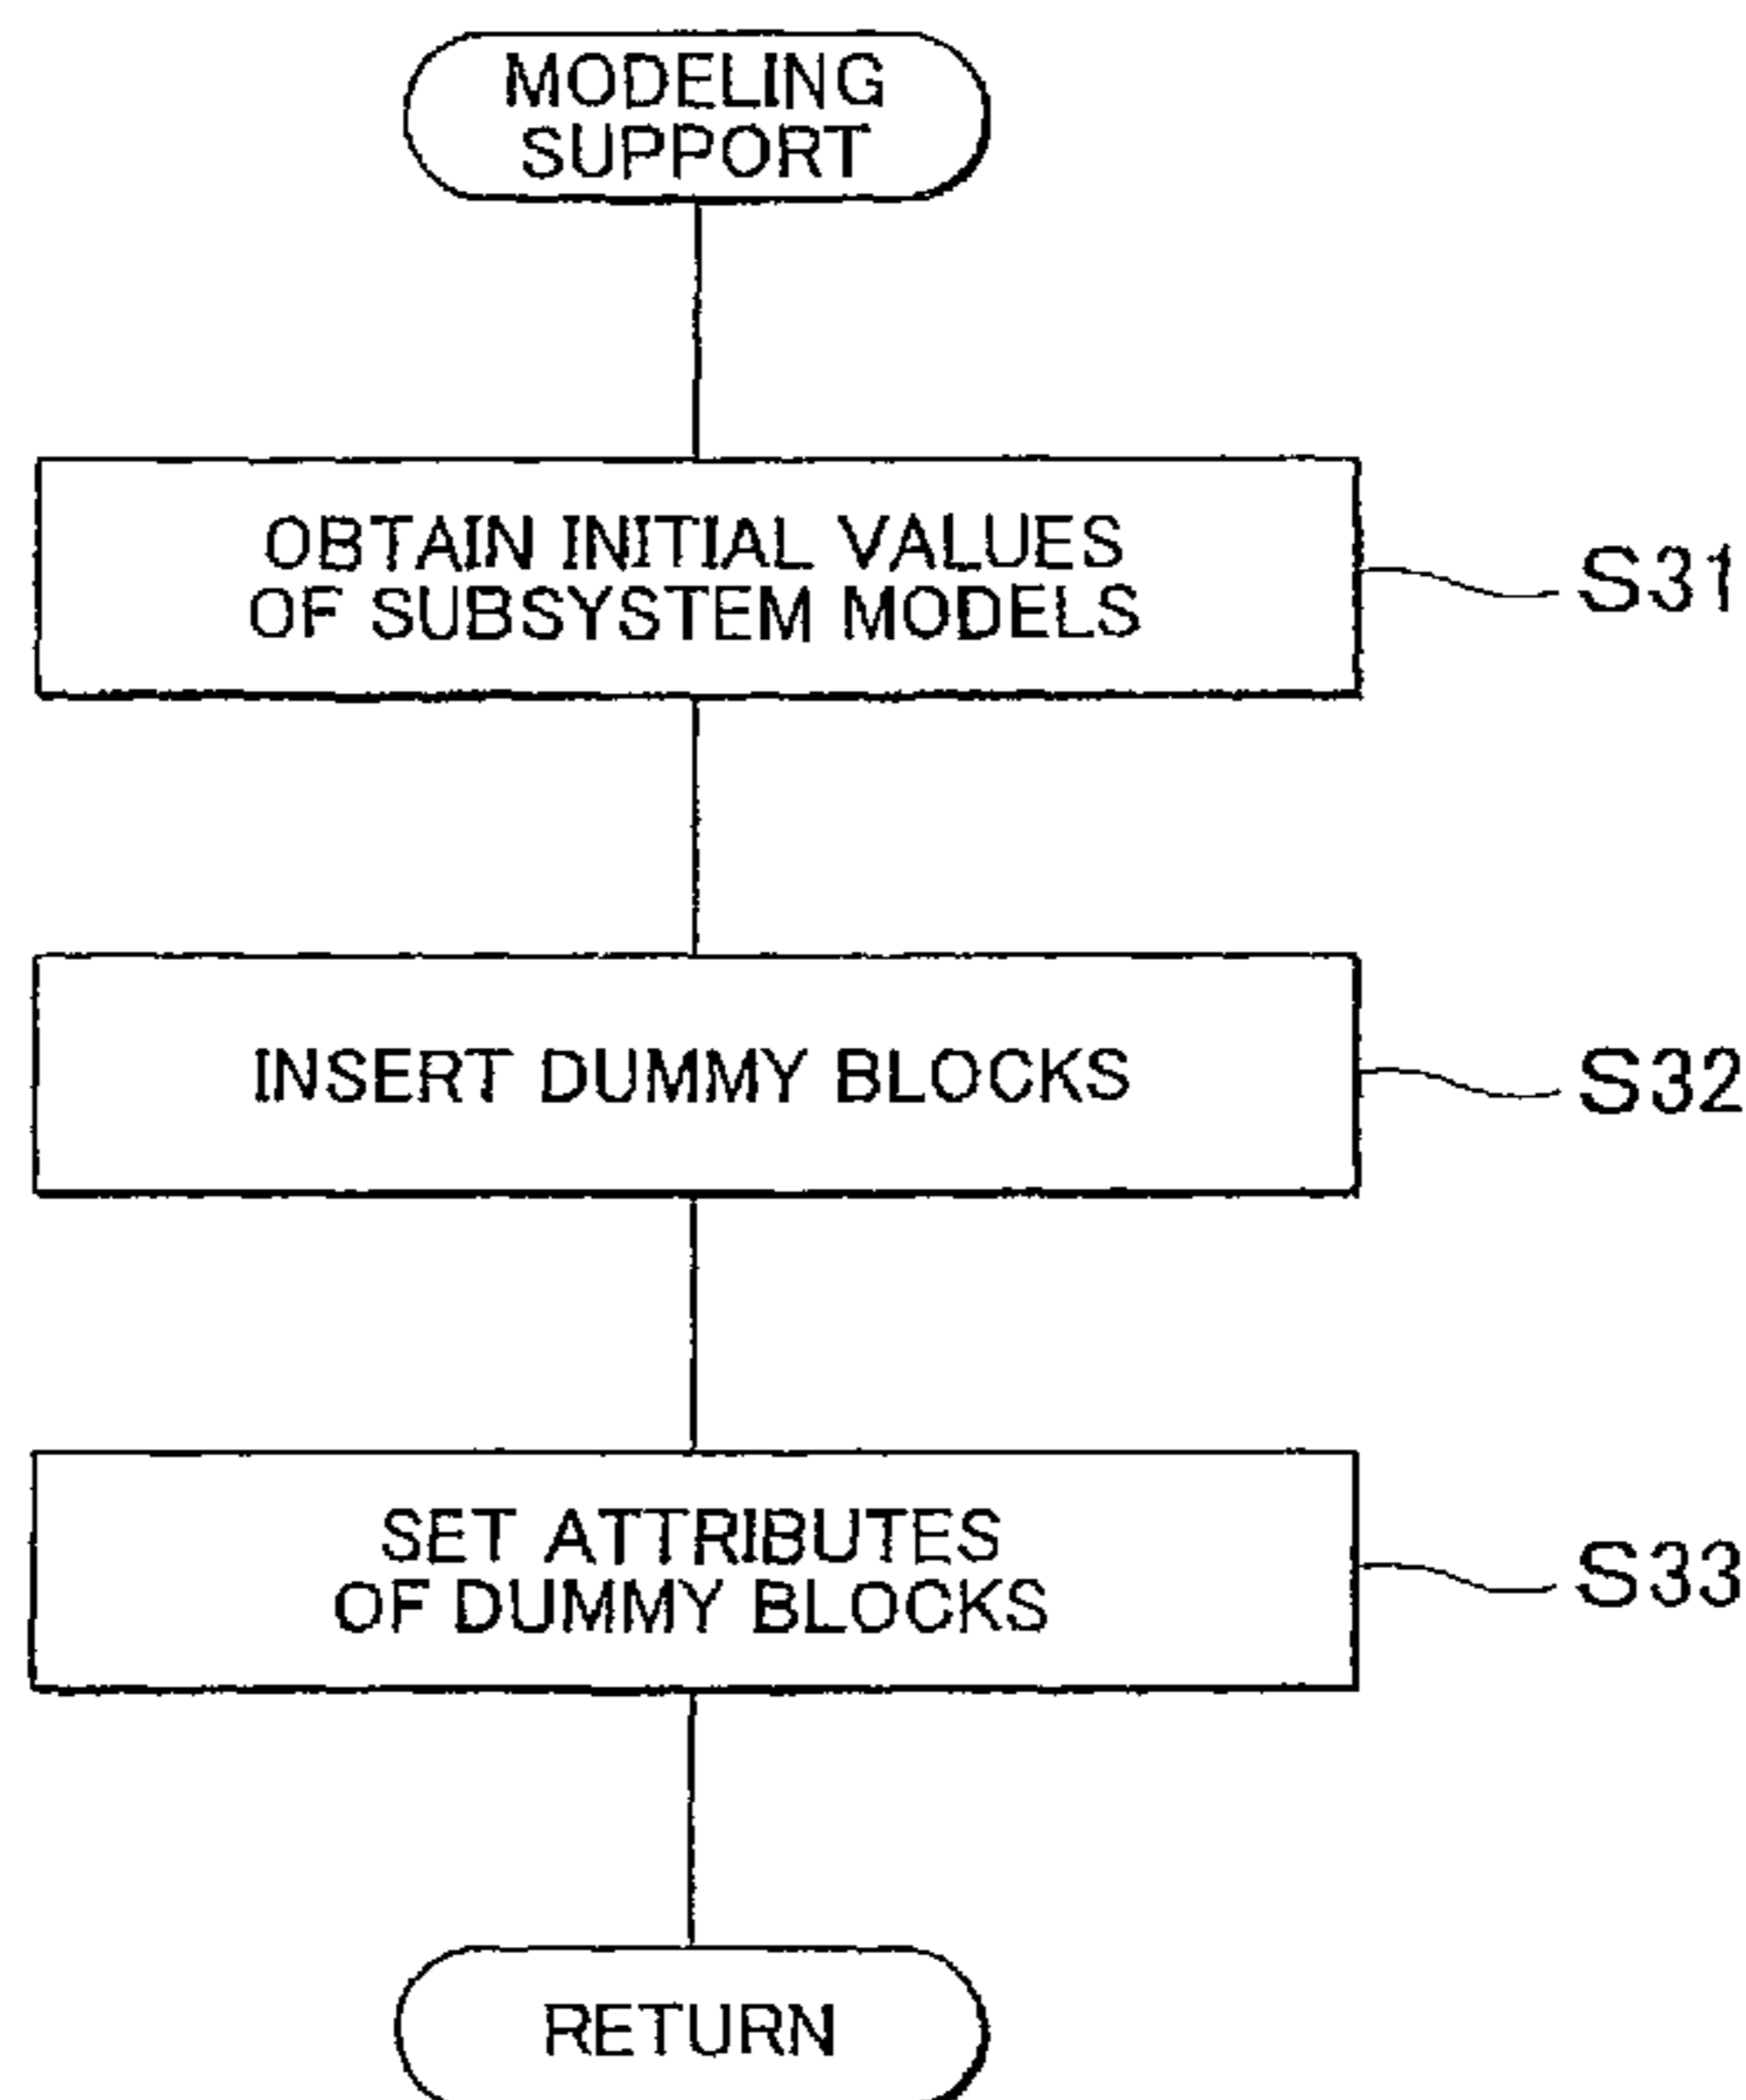 MODELING
SUPPORT
OBTAIN INITIAL VALUES
OF SUBSYSTEM MODELS
S31
INSERT DUMMY BLOCKS
S32
SET ATTRIBUTES
OF DUMMY BLOCKS
S33
RETURN